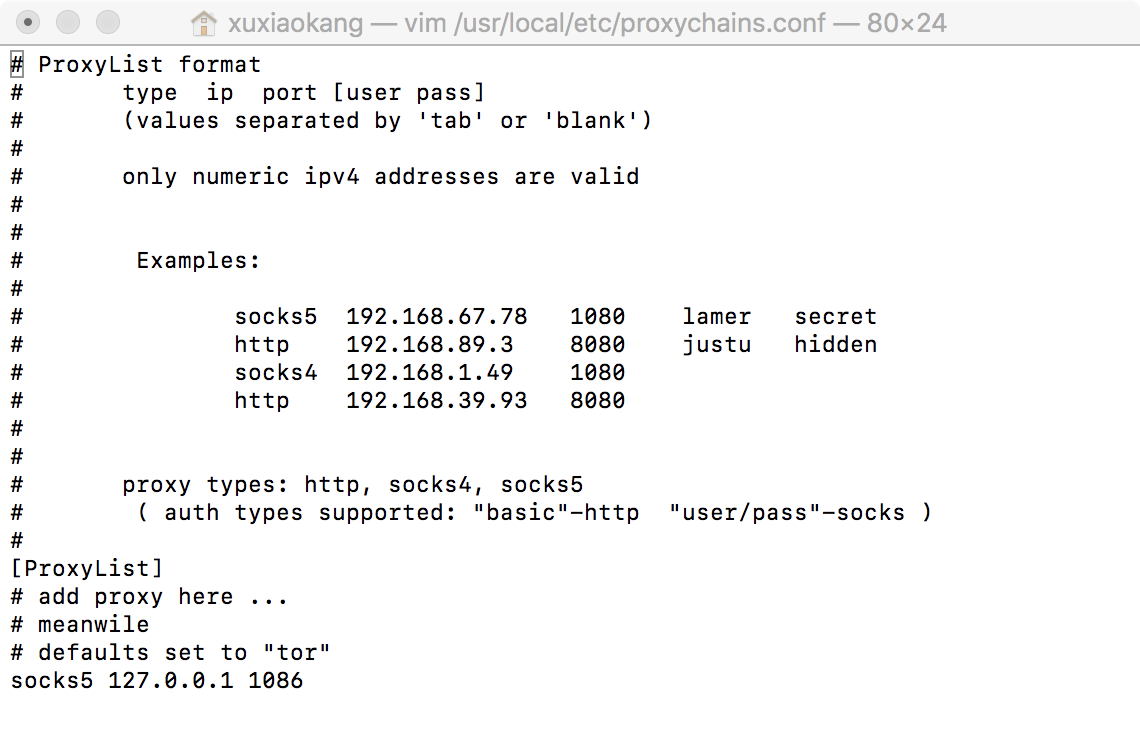 xuxiaokang — vim /usr/local/etc/proxychains.conf — 80×24
# ProxyList format
#       type  ip  port [user pass]
#       (values separated by 'tab' or 'blank')
#
#       only numeric ipv4 addresses are valid
#
#
#        Examples:
#
#               socks5  192.168.67.78   1080    lamer   secret
#               http    192.168.89.3    8080    justu   hidden
#               socks4  192.168.1.49    1080
#               http    192.168.39.93   8080
#
#
#       proxy types: http, socks4, socks5
#        ( auth types supported: "basic"-http  "user/pass"-socks )
#
[ProxyList]
# add proxy here ...
# meanwile
# defaults set to "tor"
socks5 127.0.0.1 1086